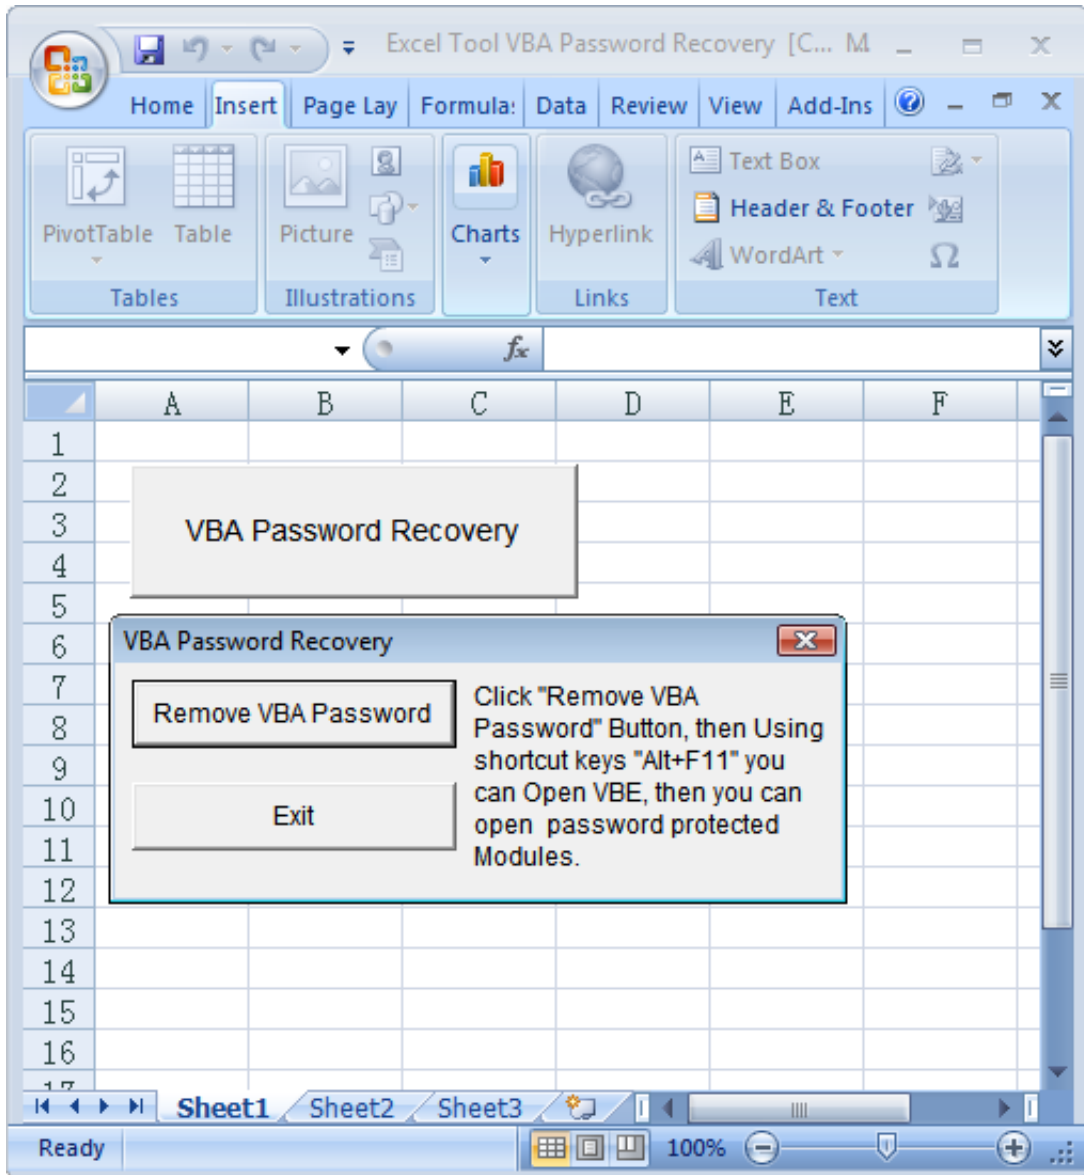 Excel Tool VBA Password Recovery [C... M
Home Insert Page Lay Formula: Data Review View Add-Ins
Text Box
Header & Footer
PivotTable Table Picture Charts Hyperlink
WordArt Ω
Tables Illustrations Links Text
fx
A B C D E F
1
2
3
4
5
6
7
8
9
10
11
12
13
14
15
16
17
VBA Password Recovery
VBA Password Recovery
Remove VBA Password
Exit
Click "Remove VBA
Password" Button, then Using
shortcut keys "Alt+F11" you
can Open VBE, then you can
open  password protected
Modules.
Sheet1 Sheet2 Sheet3
Ready 100%